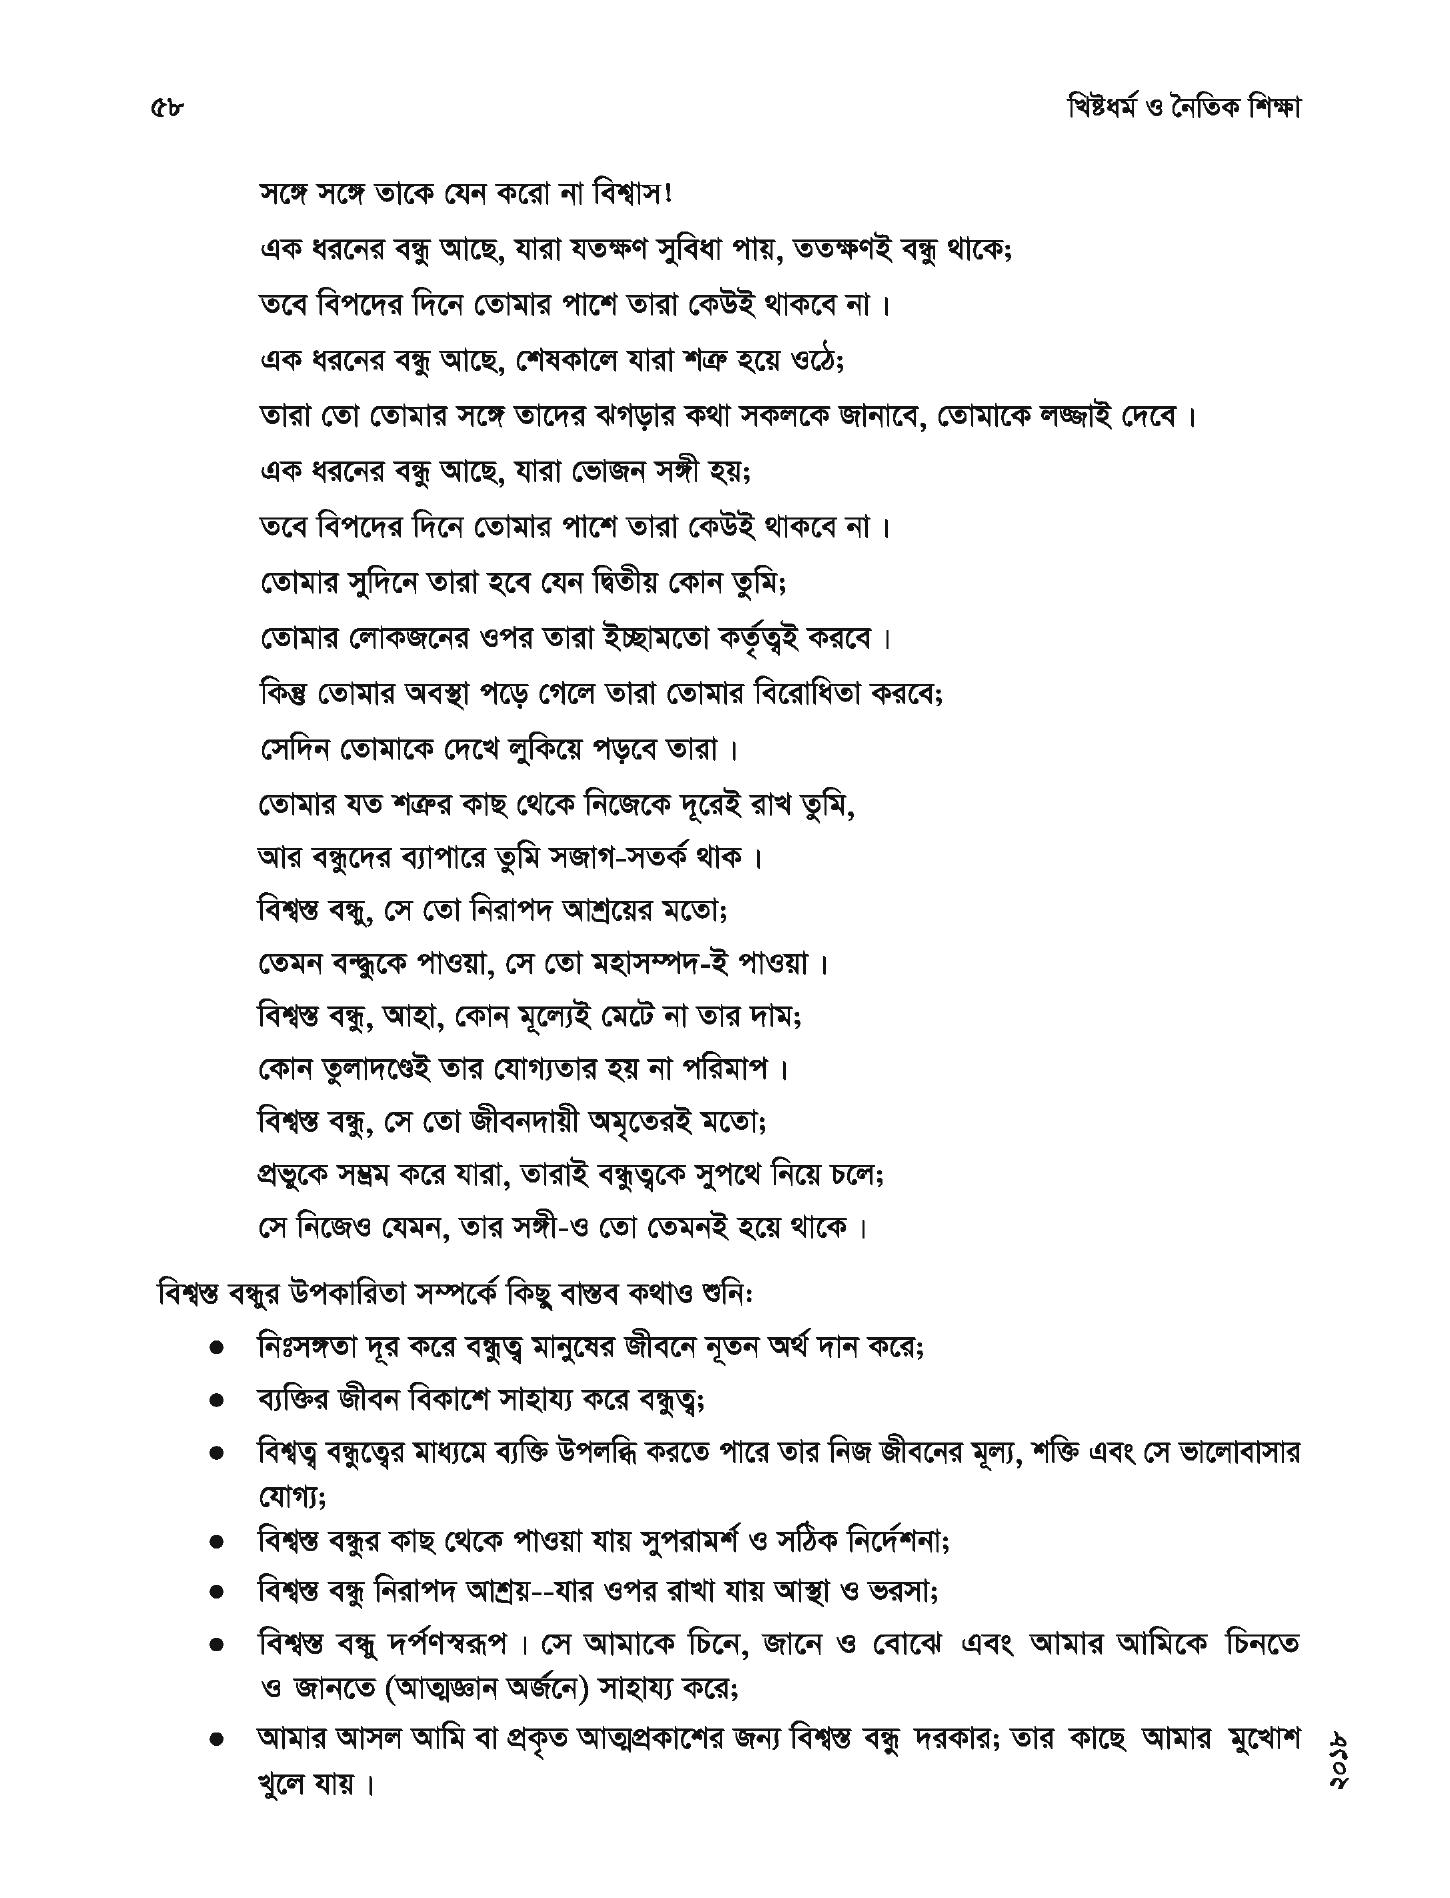 ৫৮
খ্রিষ্টধর্ম ও নৈতিক শিক্ষা
সঙ্গে সঙ্গে তাকে যেন করো না বিশ্বাস!
এক ধরনের বন্ধু আছে, যারা যতক্ষণ সুবিধা পায়, ততক্ষণই বন্ধু থাকে;
তবে বিপদের দিনে তোমার পাশে তারা কেউই থাকবে না।
এক ধরনের বন্ধু আছে, শেষকালে যারা শত্রু হয়ে ওঠে;
তারা তো তোমার সঙ্গে তাদের ঝগড়ার কথা সকলকে জানাবে, তোমাকে লজ্জাই দেবে।
এক ধরনের বন্ধু আছে, যারা ভোজন সঙ্গী হয়;
তবে বিপদের দিনে তোমার পাশে তারা কেউই থাকবে না।
তোমার সুদিনে তারা হবে যেন দ্বিতীয় কোন তুমি;
তোমার লোকজনের ওপর তারা ইচ্ছামতো কর্তৃত্বই করবে।
কিন্তু তোমার অবস্থা পড়ে গেলে তারা তোমার বিরোধিতা করবে;
সেদিন তোমাকে দেখে লুকিয়ে পড়বে তারা।
তোমার যত শত্রুর কাছ থেকে নিজেকে দূরেই রাখ তুমি,
আর বন্ধুদের ব্যাপারে তুমি সজাগ-সতর্ক থাক।
বিশ্বস্ত বন্ধু, সে তো নিরাপদ আশ্রয়ের মতো;
তেমন বন্ধুকে পাওয়া, সে তো মহাসম্পদ-ই পাওয়া।
বিশ্বস্ত বন্ধু, আহা, কোন মূল্যেই মেটে না তার দাম;
কোন তুলাদণ্ডেই তার যোগ্যতার হয় না পরিমাপ।
বিশ্বস্ত বন্ধু, সে তো জীবনদায়ী অমৃতেরই মতো;
প্রভুকে সম্ভ্রম করে যারা, তারাই বন্ধুত্বকে সুপথে নিয়ে চলে;
সে নিজেও যেমন, তার সঙ্গী-ও তো তেমনই হয়ে থাকে।
বিশ্বস্ত বন্ধুর উপকারিতা সম্পর্কে কিছু বাস্তব কথাও শুনি:
● নিঃসঙ্গতা দূর করে বন্ধুত্ব মানুষের জীবনে নূতন অর্থ দান করে;
● ব্যক্তির জীবন বিকাশে সাহায্য করে বন্ধুত্ব;
● বিশ্বত্ব বন্ধুত্বের মাধ্যমে ব্যক্তি উপলব্ধি করতে পারে তার নিজ জীবনের মূল্য, শক্তি এবং সে ভালোবাসার
যোগ্য;
● বিশ্বস্ত বন্ধুর কাছ থেকে পাওয়া যায় সুপরামর্শ ও সঠিক নির্দেশনা;
● বিশ্বস্ত বন্ধু নিরাপদ আশ্রয়--যার ওপর রাখা যায় আস্থা ও ভরসা;
● বিশ্বস্ত বন্ধু দর্পণস্বরূপ। সে আমাকে চিনে, জানে ও বোঝে এবং আমার আমিকে চিনতে
ও জানতে (আত্মজ্ঞান অর্জনে) সাহায্য করে;
● আমার আসল আমি বা প্রকৃত আত্মপ্রকাশের জন্য বিশ্বস্ত বন্ধু দরকার; তার কাছে আমার মুখোশ
খুলে যায়।
২০১৮